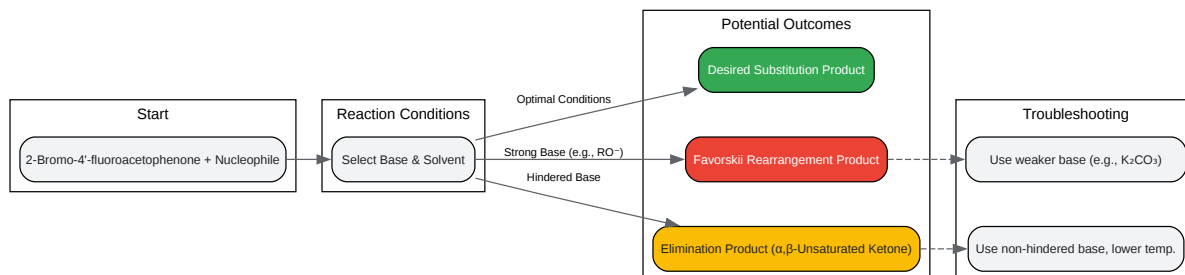 Potential Outcomes
Desired Substitution Product
Start
Reaction Conditions
Optimal Conditions
Troubleshooting
2-Bromo-4'-fluoroacetophenone + Nucleophile
Select Base & Solvent
Strong Base (e.g., RO⁻)
Favorskii Rearrangement Product
Use weaker base (e.g., K₂CO₃)
Hindered Base
Elimination Product (α,β-Unsaturated Ketone)
Use non-hindered base, lower temp.